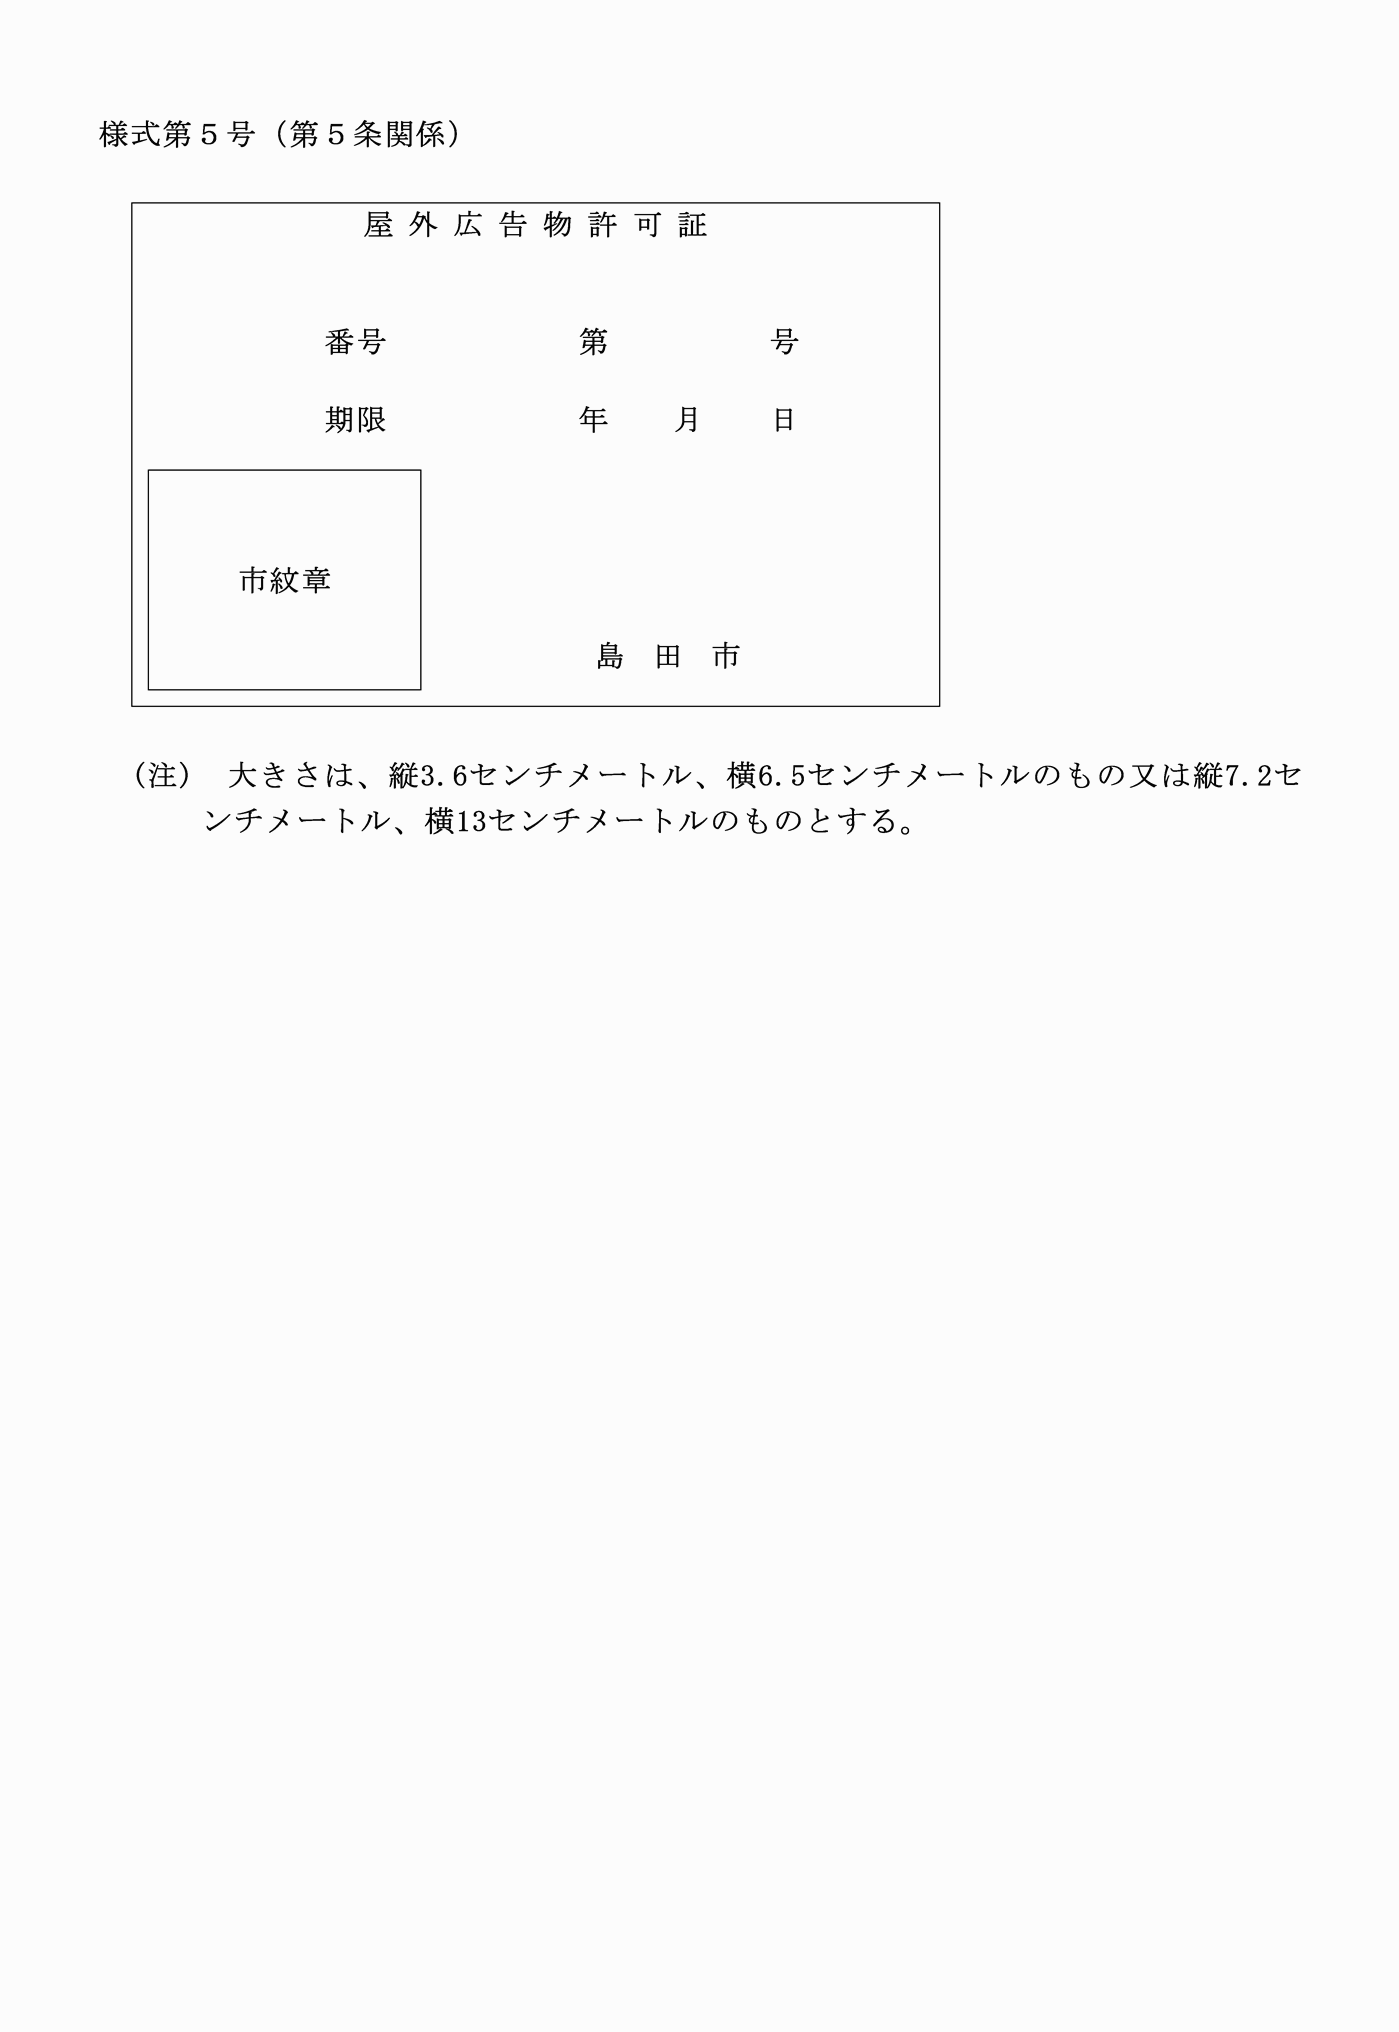 様式第５号（第５条関係）
屋外広告物許可証
番号　　　　　　第　　　　　号
期限　　　　　　年　　月　　日
市紋章
島　田　市
（注）　大きさは、縦3.6センチメートル、横6.5センチメートルのもの又は縦7.2セ
ンチメートル、横13センチメートルのものとする。